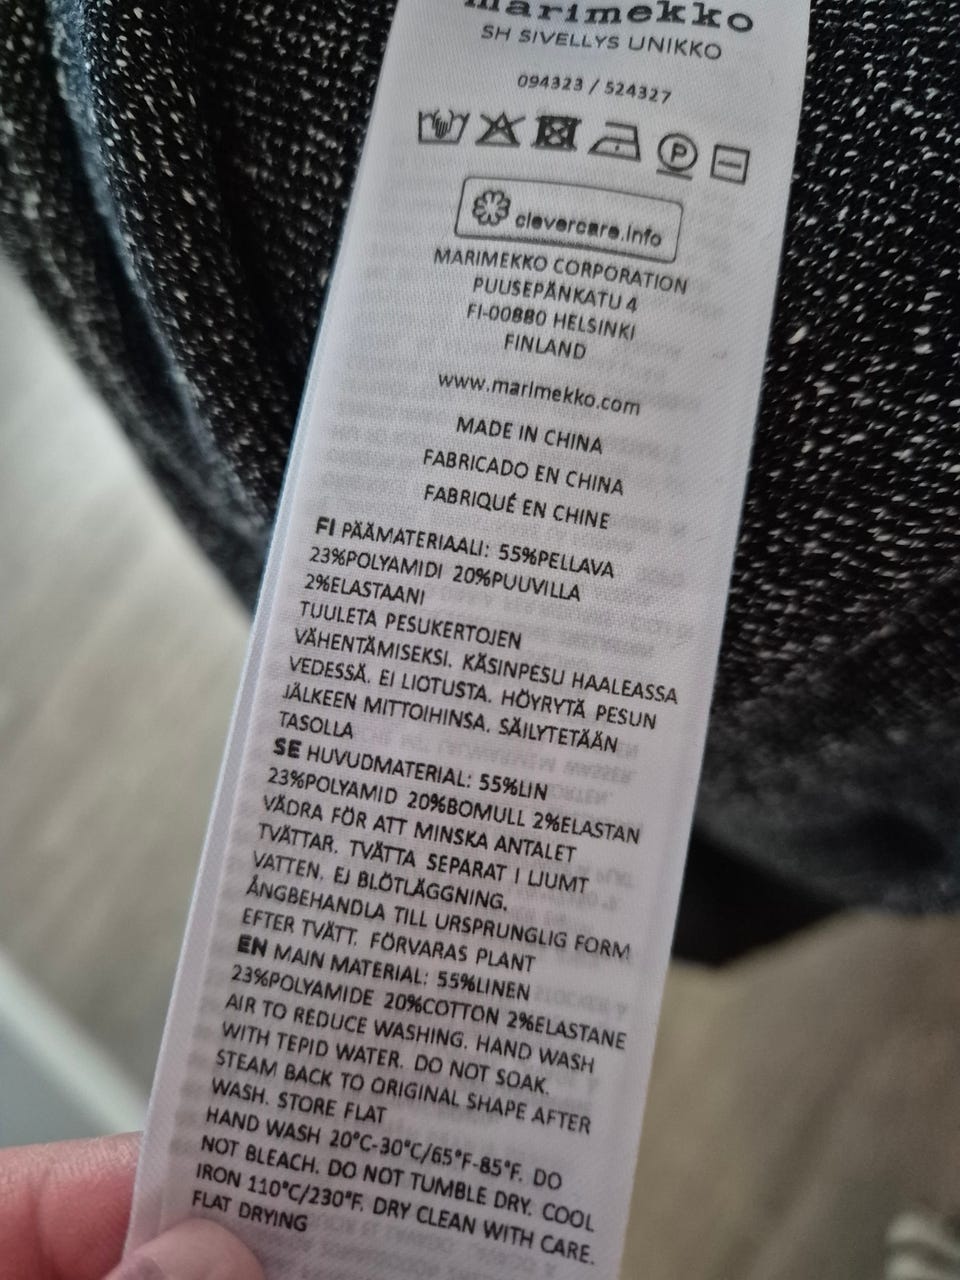 marimekko
SH SIVELLYS UNIKKO
094323 / 524327
P
clevercare.info
MARIMEKKO CORPORATION
PUUSEPÄNKATU 4
FI-00880 HELSINKI
FINLAND
www.marimekko.com
MADE IN CHINA
FABRICADO EN CHINA
FABRIQUÉ EN CHINE
FI PÄÄMATERIAALI: 55%PELLAVA
23%POLYAMIDI 20%PUUVILLA
2%ELASTAANI
TUULETA PESUKERTOJEN
VÄHENTÄMISEKSI. KÄSINPESU HAALEASSA
VEDESSÄ. EI LIOTUSTA. HÖYRYTÄ PESUN
JÄLKEEN MITTOIHINSA. SÄILYTETÄÄN
TASOLLA
SE HUVUDMATERIAL: 55%LIN
23%POLYAMID 20%BOMULL 2%ELASTAN
VÄDRA FÖR ATT MINSKA ANTALET
TVÄTTAR. TVÄTTA SEPARAT I LJUMT
VATTEN. EJ BLÖTLÄGGNING.
ÅNGBEHANDLA TILL URSPRUNGLIG FORM
EFTER TVÄTT. FÖRVARAS PLANT
EN MAIN MATERIAL: 55%LINEN
23%POLYAMIDE 20%COTTON 2%ELASTANE
AIR TO REDUCE WASHING. HAND WASH
WITH TEPID WATER. DO NOT SOAK.
STEAM BACK TO ORIGINAL SHAPE AFTER
WASH. STORE FLAT
HAND WASH 20°C-30°C/65°F-85°F. DO
NOT BLEACH. DO NOT TUMBLE DRY. COOL
IRON 110°C/230°F. DRY CLEAN WITH CARE.
FLAT DRYING